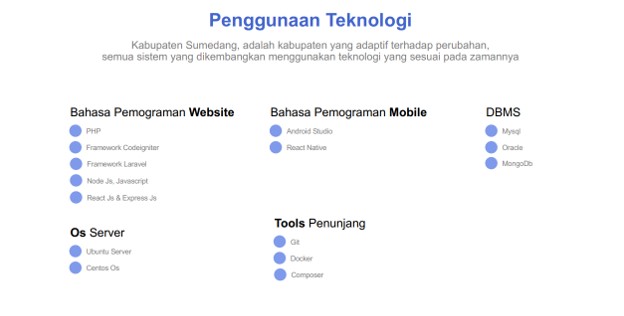 Penggunaan Teknologi
Kabupaten Sumedang, adalah kabupaten yang adaptif terhadap perubahan,
semua sistem yang dikembangkan menggunakan teknologi yang sesuai pada zamannya
Bahasa Pemograman Website
PHP
Framework Codeigniter
Framework Laravel
Node Js, Javascript
React Js & Express Js
Bahasa Pemograman Mobile
Android Studio
React Native
DBMS
Mysql
Oracle
MongoDb
Os Server
Ubuntu Server
Centos Os
Tools Penunjang
Git
Docker
Composer